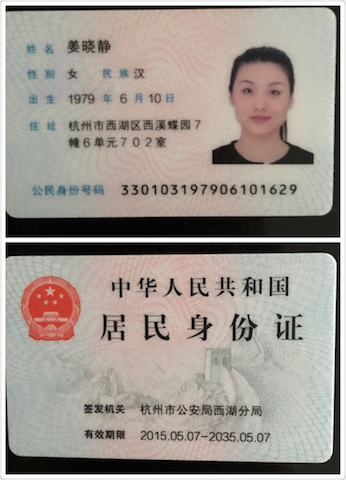 姓名 姜晓静
性别 女 民族 汉
出生 1979 年 6 月 10 日
住址 杭州市西湖区西溪蝶园7
幢6单元702室
公民身份号码 330103197906101629
中华人民共和国
居民身份证
签发机关 杭州市公安局西湖分局
有效期限 2015.05.07-2035.05.07